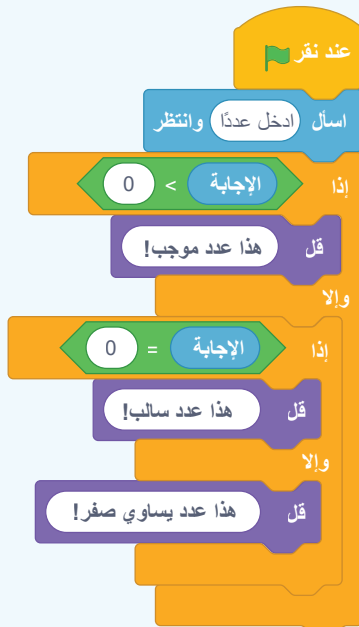 عند نقر
اسأل ادخل عددًا وانتظر
إذا الإجابة > 0
قل هذا عدد موجب!
وإلا
إذا الإجابة = 0
قل هذا عدد سالب!
وإلا
قل هذا عدد يساوي صفر!